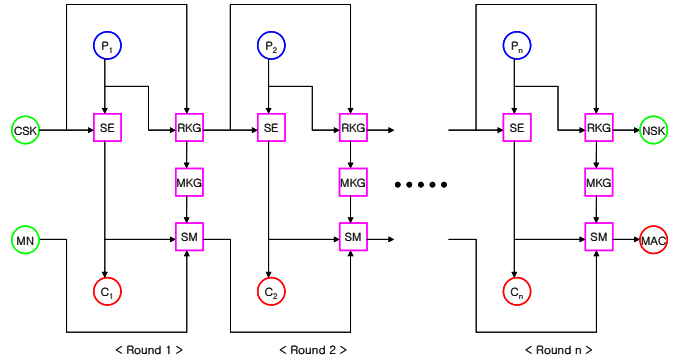 P1 P2 Pn
CSK SE RKG SE RKG SE RKG NSK
MKG MKG MKG
MN SM SM SM MAC
C1 C2 Cn
< Round 1 > < Round 2 > < Round n >